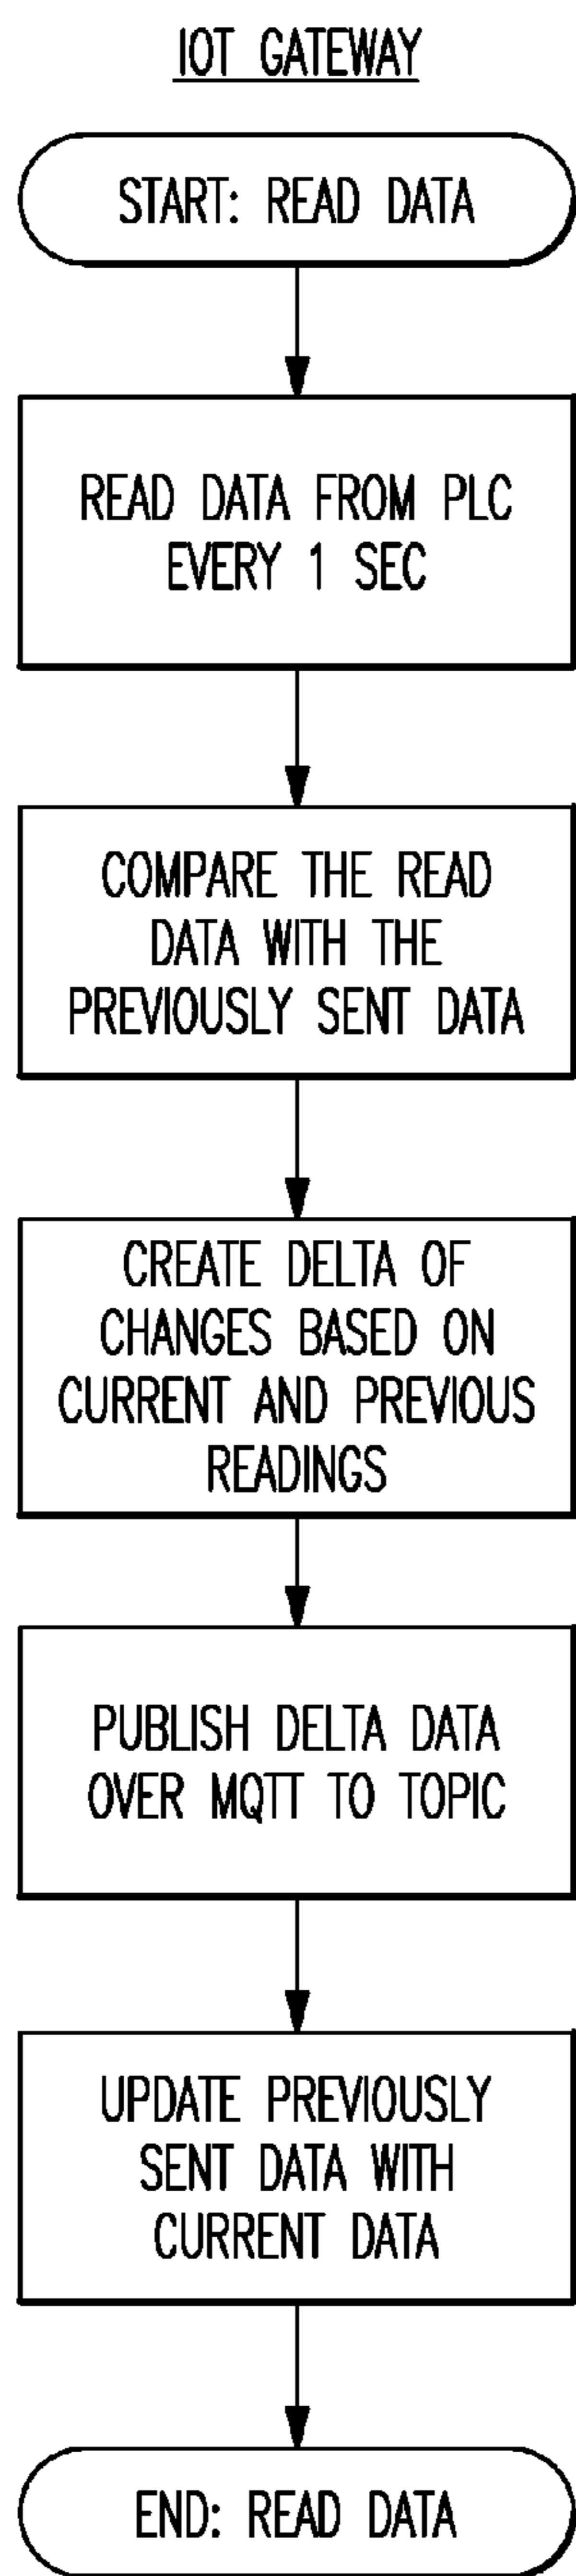 IOT GATEWAY
START: READ DATA
READ DATA FROM PLC
EVERY 1 SEC
COMPARE THE READ
DATA WITH THE
PREVIOUSLY SENT DATA
CREATE DELTA OF
CHANGES BASED ON
CURRENT AND PREVIOUS
READINGS
PUBLISH DELTA DATA
OVER MQTT TO TOPIC
UPDATE PREVIOUSLY
SENT DATA WITH
CURRENT DATA
END: READ DATA